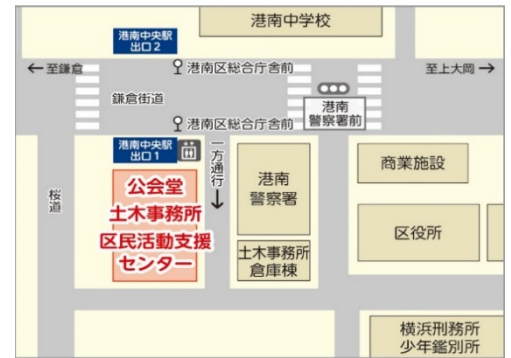 港南中学校
港南中央駅
出口2
←至鎌倉
港南区総合庁舎前
至上大岡→
鎌倉街道
港南区総合庁舎前
港南
警察署前
港南中央駅
出口1
一方通行
↓
桜道
公会堂
土木事務所
区民活動支援
センター
港南
警察署
土木事務所
倉庫棟
商業施設
区役所
横浜刑務所
少年鑑別所